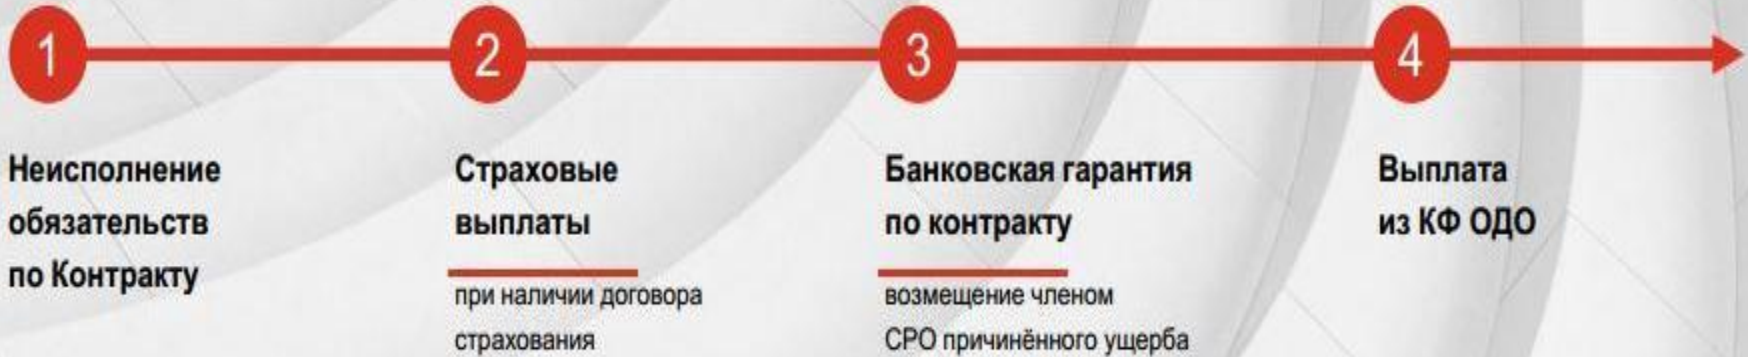 1
2
3
4
Неисполнение
обязательств
по Контракту
Страховые
выплаты
при наличии договора
страхования
Банковская гарантия
по контракту
возмещение членом
СРО причинённого ущерба
Выплата
из КФ ОДО